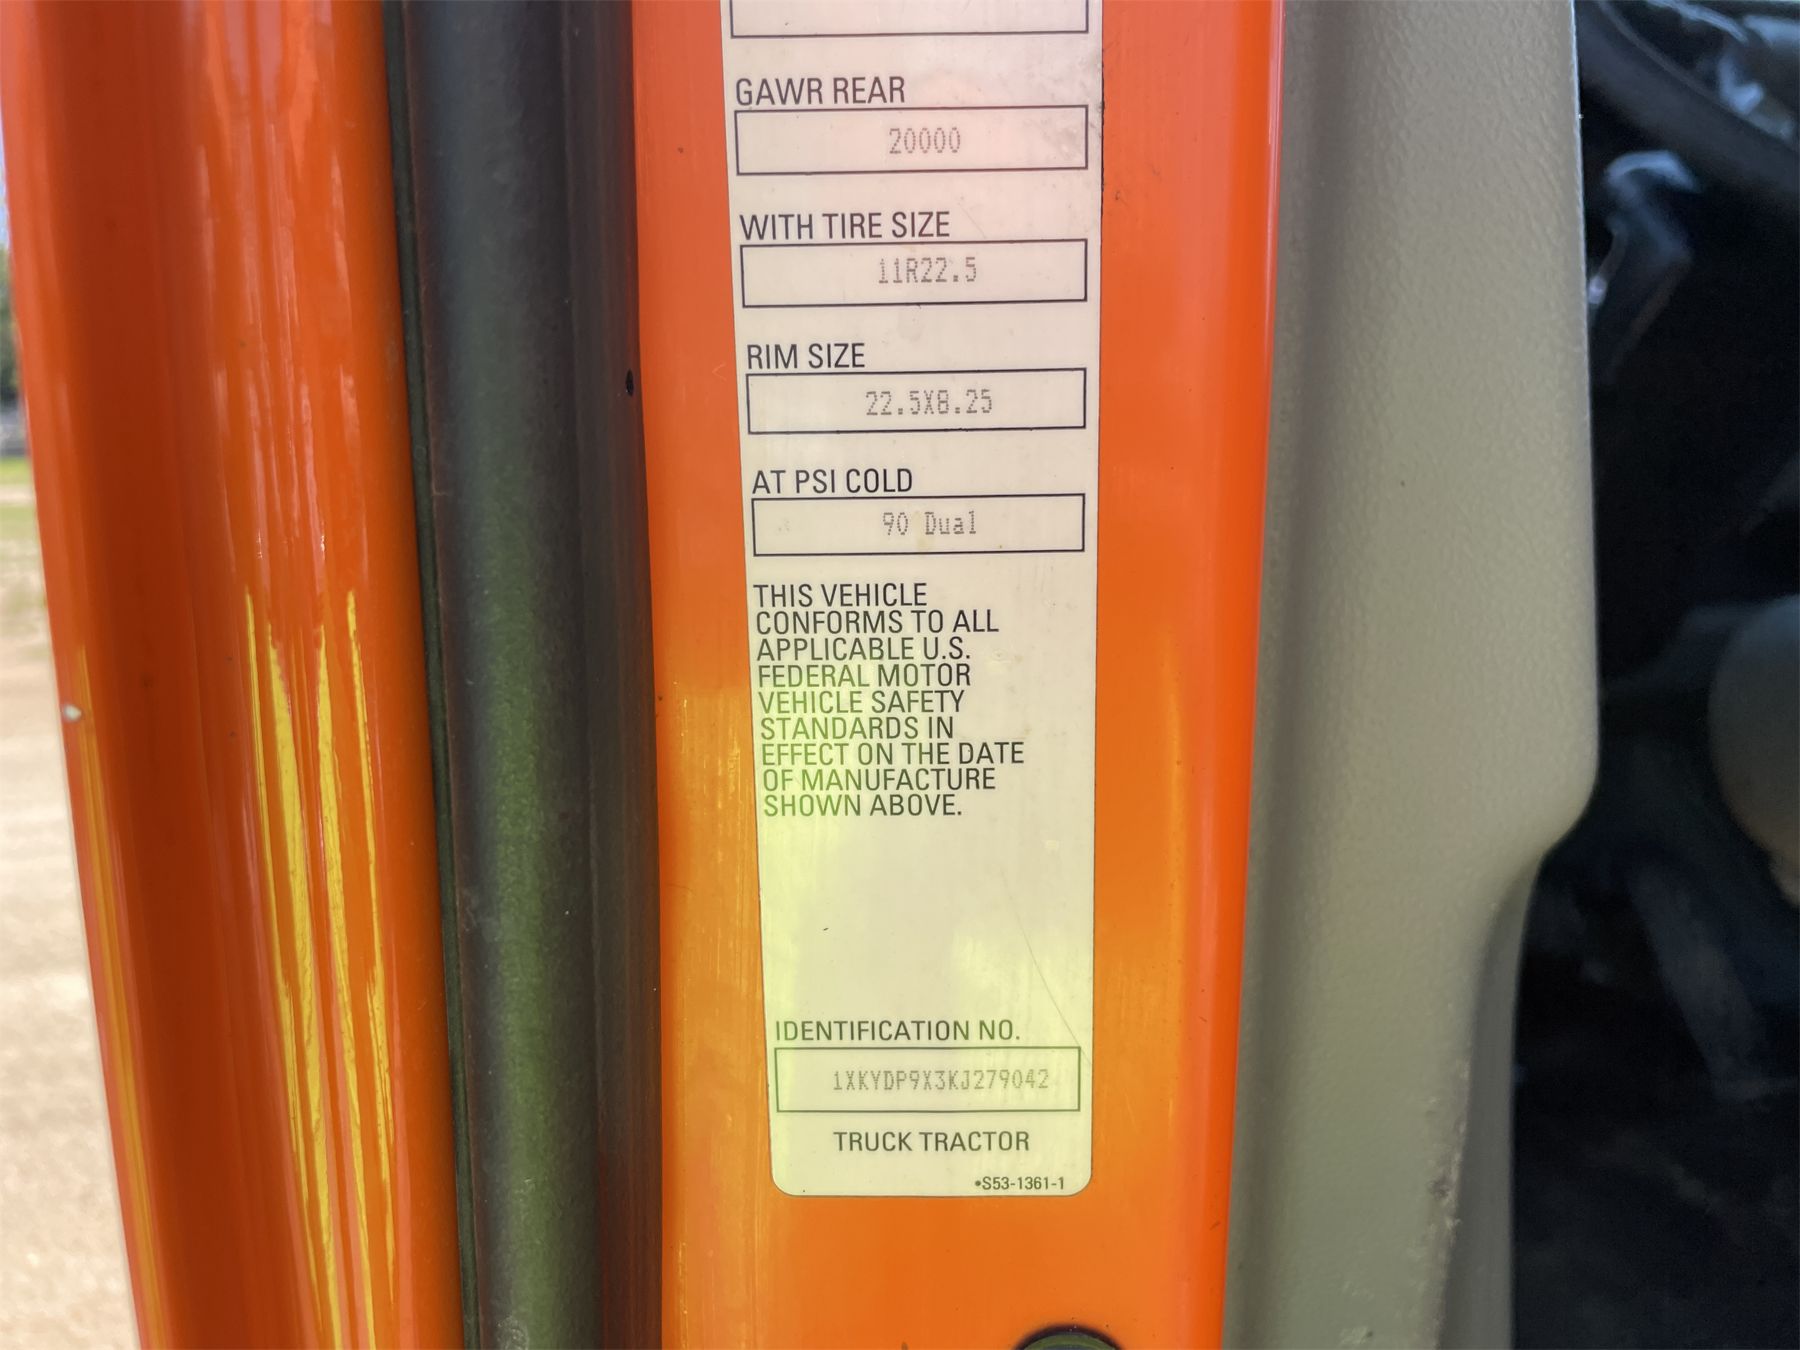 GAWR REAR
20000
WITH TIRE SIZE
11R22.5
RIM SIZE
22.5X8.25
AT PSI COLD
90 Dual
THIS VEHICLE
CONFORMS TO ALL
APPLICABLE U.S.
FEDERAL MOTOR
VEHICLE SAFETY
STANDARDS IN
EFFECT ON THE DATE
OF MANUFACTURE
SHOWN ABOVE.
IDENTIFICATION NO.
1XKYDP9X3KJ279042
TRUCK TRACTOR
•S53-1361-1